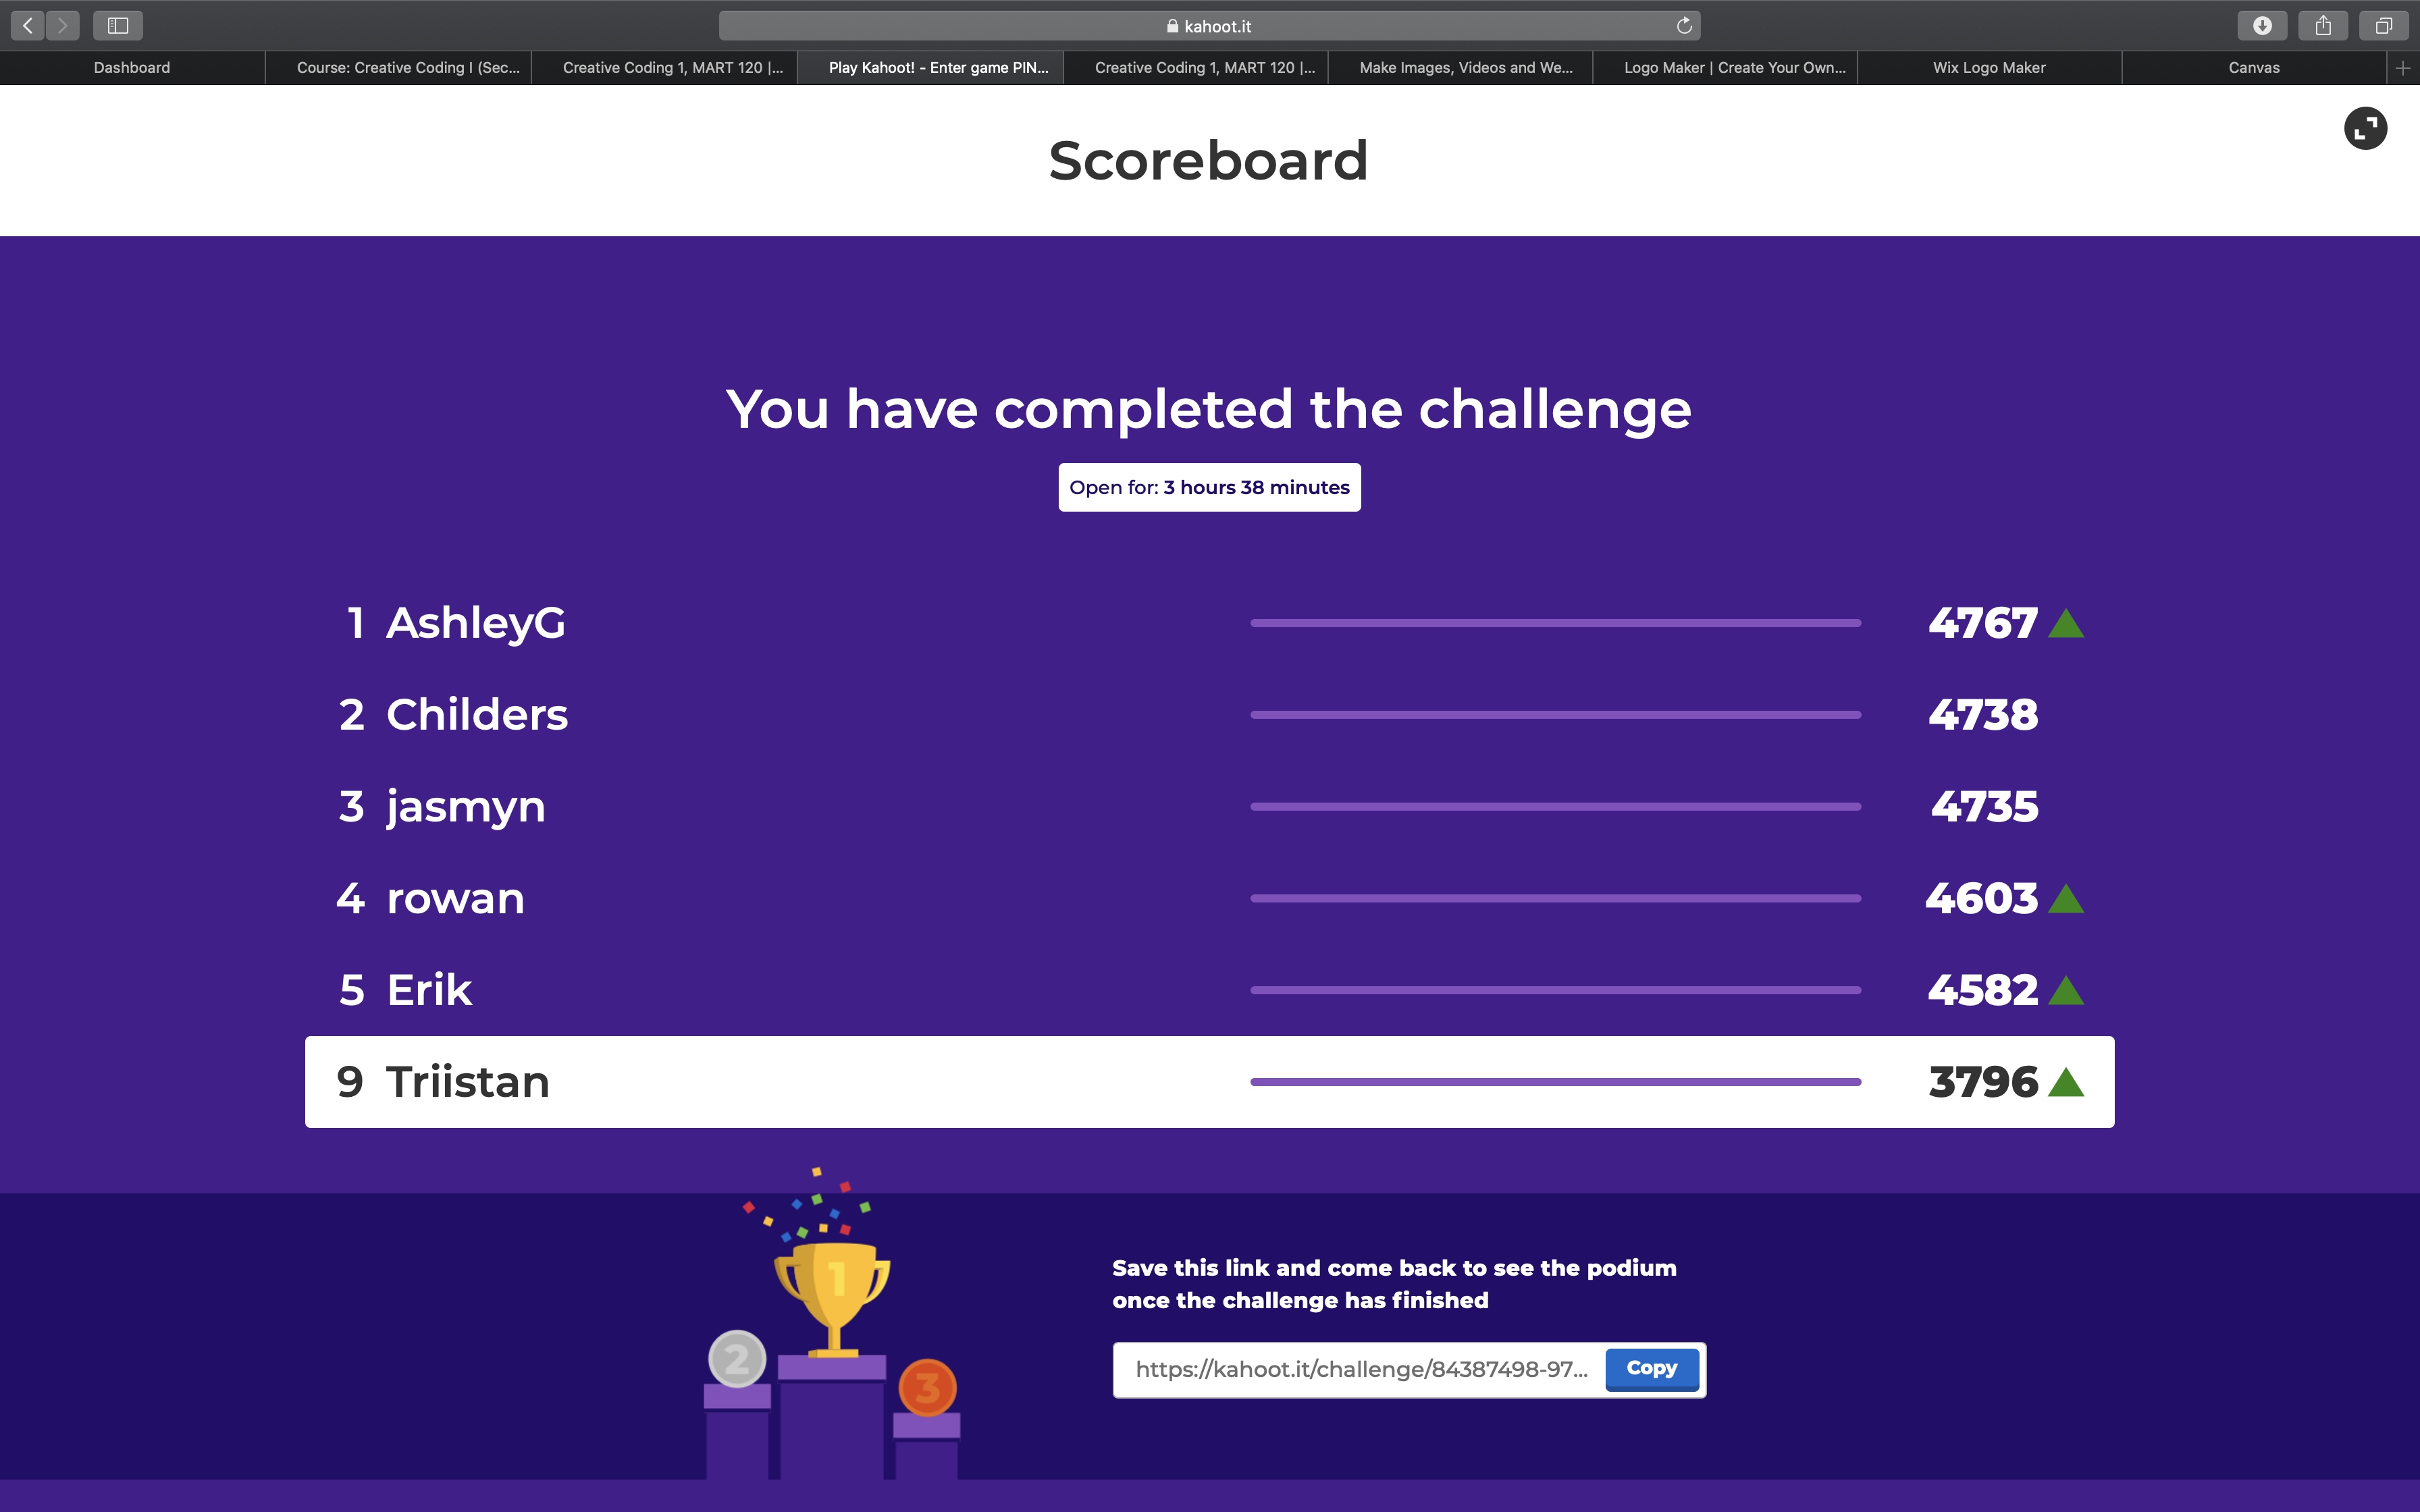 kahoot.it
Dashboard
Course: Creative Coding I (Sec...
Creative Coding 1, MART 120 |...
Play Kahoot! - Enter game PIN...
Creative Coding 1, MART 120 |...
Make Images, Videos and We...
Logo Maker | Create Your Own...
Wix Logo Maker
Canvas
Scoreboard
You have completed the challenge
Open for: 3 hours 38 minutes
1 AshleyG 4767
2 Childers 4738
3 jasmyn 4735
4 rowan 4603
5 Erik 4582
9 Triistan 3796
1
2
3
Save this link and come back to see the podium
once the challenge has finished
https://kahoot.it/challenge/84387498-97... Copy